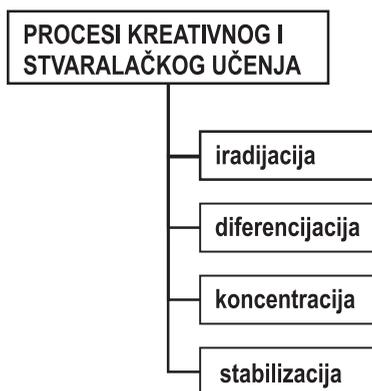 PROCESI KREATIVNOG I
STVARALAČKOG UČENJA
iradijacija
diferencijacija
koncentracija
stabilizacija